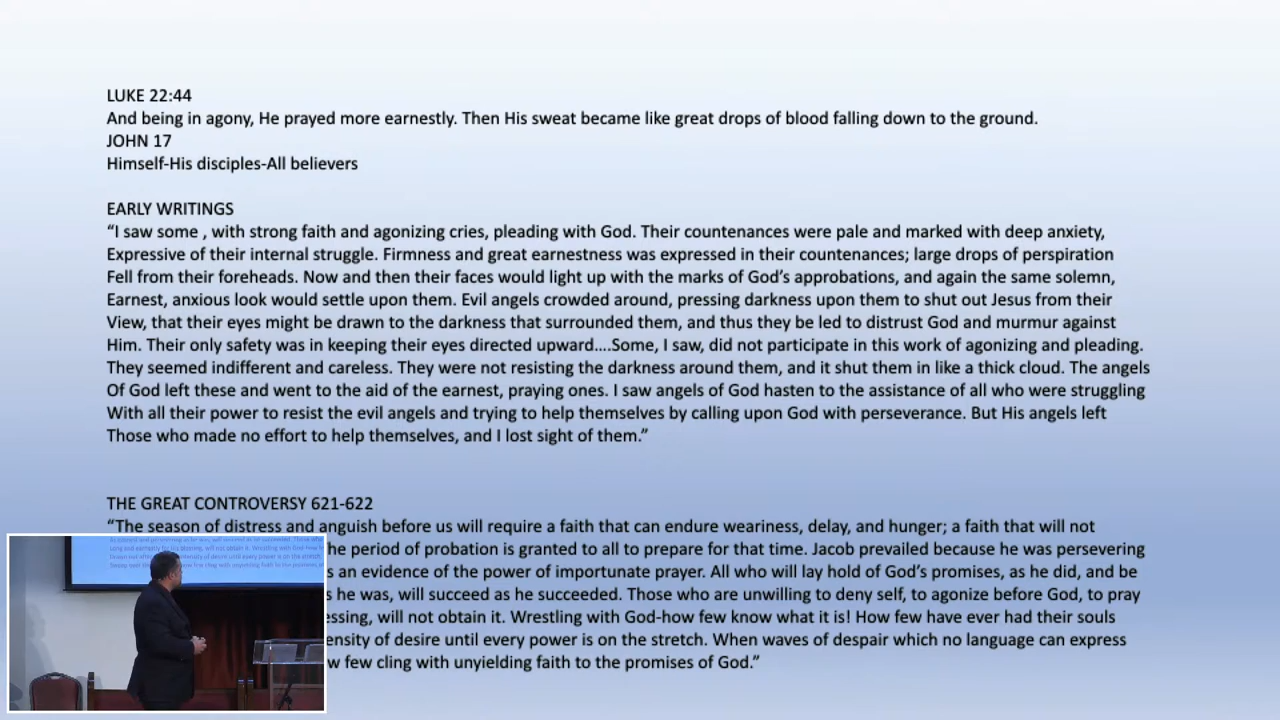 LUKE 22:44
And being in agony, He prayed more earnestly. Then His sweat became like great drops of blood falling down to the ground.
JOHN 17
Himself-His disciples-All believers
EARLY WRITINGS
“I saw some , with strong faith and agonizing cries, pleading with God. Their countenances were pale and marked with deep anxiety,
Expressive of their internal struggle. Firmness and great earnestness was expressed in their countenances; large drops of perspiration
Fell from their foreheads. Now and then their faces would light up with the marks of God’s approbations, and again the same solemn,
Earnest, anxious look would settle upon them. Evil angels crowded around, pressing darkness upon them to shut out Jesus from their
View, that their eyes might be drawn to the darkness that surrounded them, and thus they be led to distrust God and murmur against
Him. Their only safety was in keeping their eyes directed upward....Some, I saw, did not participate in this work of agonizing and pleading.
They seemed indifferent and careless. They were not resisting the darkness around them, and it shut them in like a thick cloud. The angels
Of God left these and went to the aid of the earnest, praying ones. I saw angels of God hasten to the assistance of all who were struggling
With all their power to resist the evil angels and trying to help themselves by calling upon God with perseverance. But His angels left
Those who made no effort to help themselves, and I lost sight of them.”
THE GREAT CONTROVERSY 621-622
“The season of distress and anguish before us will require a faith that can endure weariness, delay, and hunger; a faith that will not
he period of probation is granted to all to prepare for that time. Jacob prevailed because he was persevering
s an evidence of the power of importunate prayer. All who will lay hold of God’s promises, as he did, and be
s he was, will succeed as he succeeded. Those who are unwilling to deny self, to agonize before God, to pray
essing, will not obtain it. Wrestling with God-how few know what it is! How few have ever had their souls
ensity of desire until every power is on the stretch. When waves of despair which no language can express
w few cling with unyielding faith to the promises of God.”